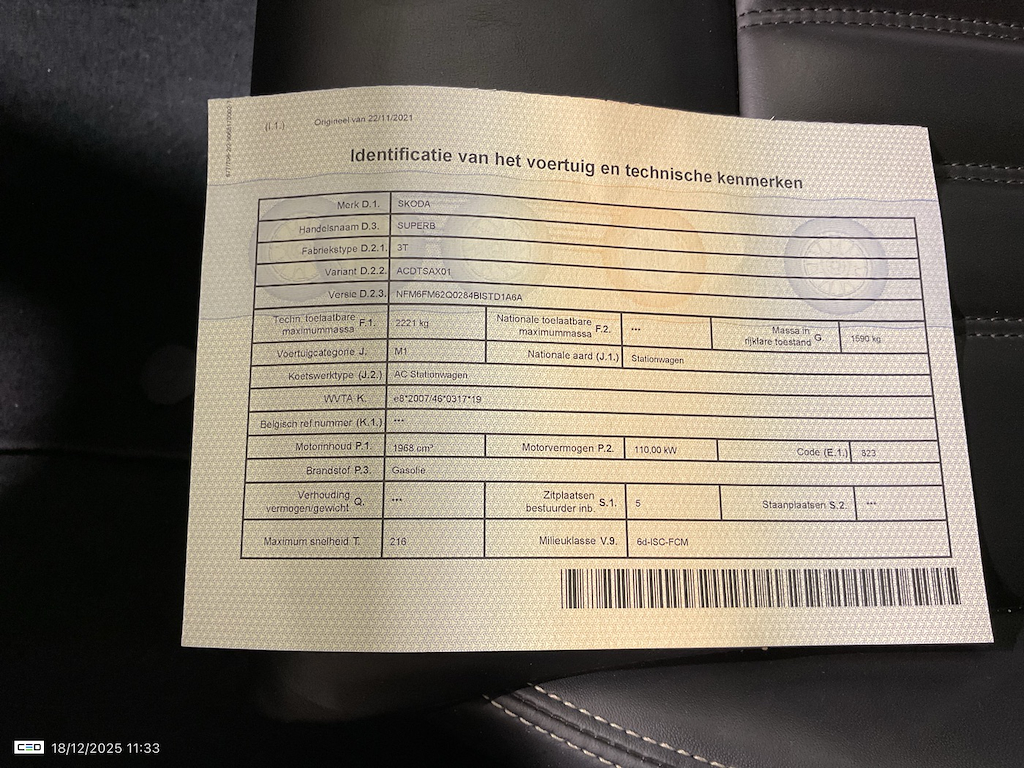 (I.1.) Origineel van 22/11/2021
Identificatie van het voertuig en technische kenmerken
Merk D.1. SKODA
Handelsnaam D.3. SUPERB
Fabriekstype D.2.1. 3T
Variant D.2.2. ACDTSAX01
Versie D.2.3. NFM6FM62Q0284BISTD1A6A
Techn. toelaatbare maximummassa F.1. 2221 kg Nationale toelaatbare maximummassa F.2. *** Massa in rijklare toestand G. 1590 kg
Voertuigcategorie J. M1 Nationale aard (J.1.) Stationwagen
Koetswerktype (J.2.) AC Stationwagen
WVTA K. e8*2007/46*0317*19
Belgisch ref.nummer (K.1.) ***
Motorinhoud P.1. 1968 cm³ Motorvermogen P.2. 110,00 kW Code (E.1.) 823
Brandstof P.3. Gasolie
Verhouding vermogen/gewicht Q. *** Zitplaatsen bestuurder inb. S.1. 5 Staanplaatsen S.2. ***
Maximum snelheid T. 216 Milieuklasse V.9. 6d-ISC-FCM
CEO 18/12/2025 11:33